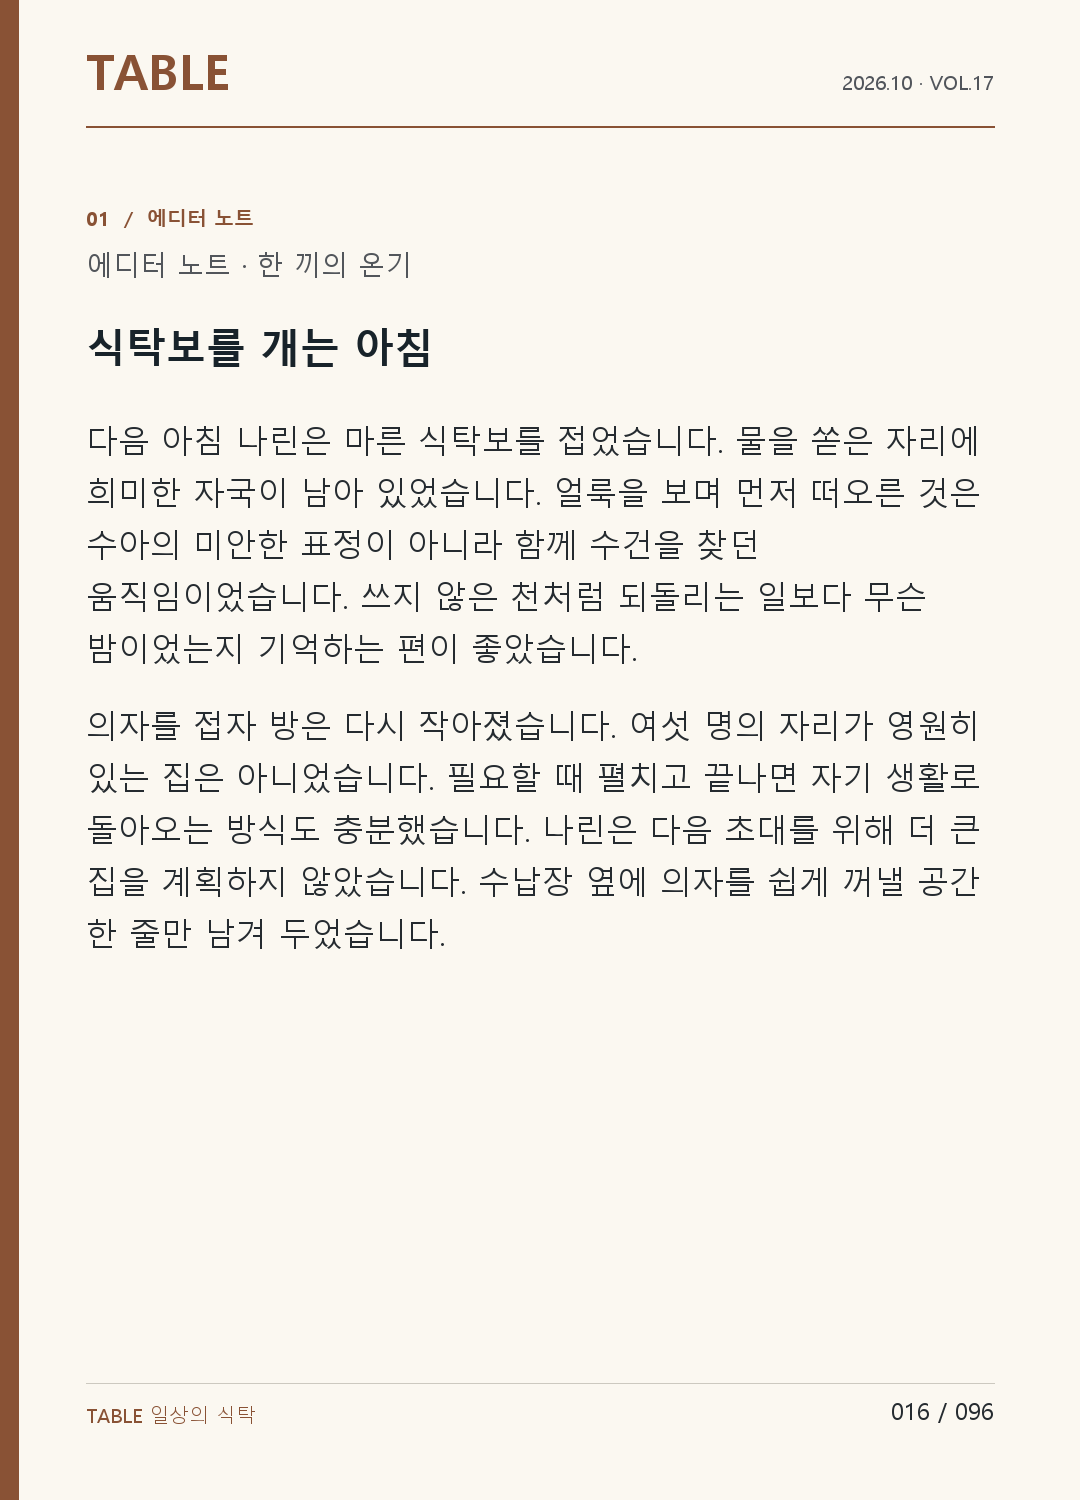 TABLE
2026.10 · VOL.17
01 / 에디터 노트
에디터 노트 · 한 끼의 온기
식탁보를 개는 아침
다음 아침 나린은 마른 식탁보를 접었습니다. 물을 쏟은 자리에
희미한 자국이 남아 있었습니다. 얼룩을 보며 먼저 떠오른 것은
수아의 미안한 표정이 아니라 함께 수건을 찾던
움직임이었습니다. 쓰지 않은 천처럼 되돌리는 일보다 무슨
밤이었는지 기억하는 편이 좋았습니다.
의자를 접자 방은 다시 작아졌습니다. 여섯 명의 자리가 영원히
있는 집은 아니었습니다. 필요할 때 펼치고 끝나면 자기 생활로
돌아오는 방식도 충분했습니다. 나린은 다음 초대를 위해 더 큰
집을 계획하지 않았습니다. 수납장 옆에 의자를 쉽게 꺼낼 공간
한 줄만 남겨 두었습니다.
TABLE 일상의 식탁
016 / 096